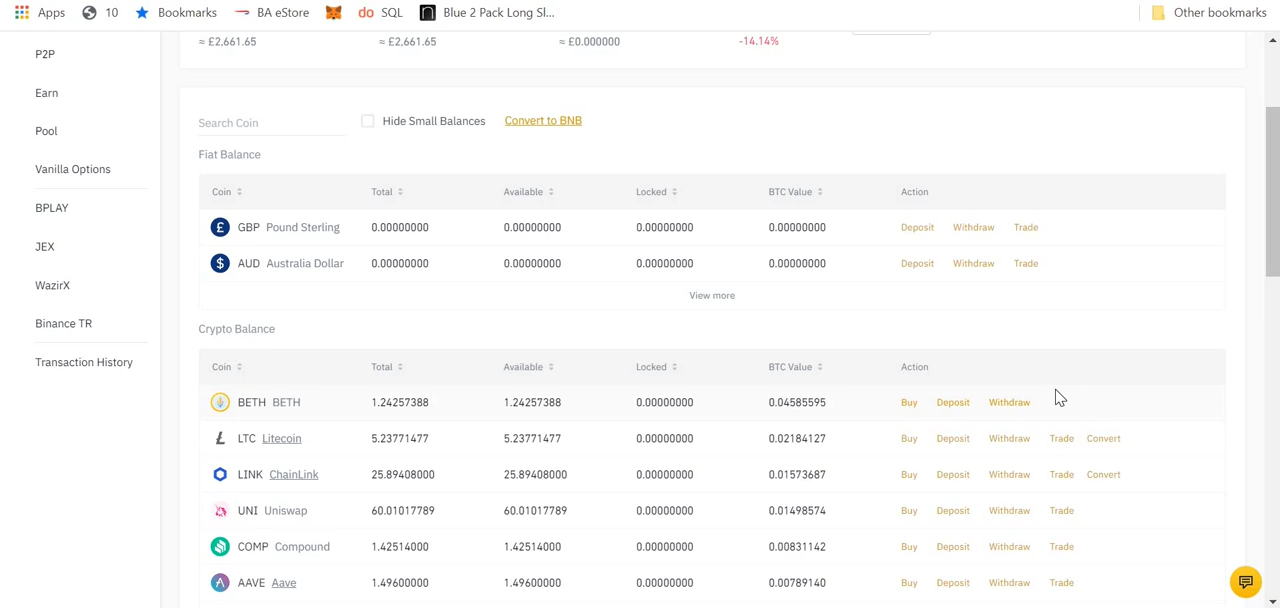 Apps 10 Bookmarks BA eStore do SQL Blue 2 Pack Long Sl... Other bookmarks
≈ £2,661.65 ≈ £2,661.65 ≈ £0.000000 -14.14%
P2P
Earn
Pool
Vanilla Options
BPLAY
JEX
WazirX
Binance TR
Transaction History
Search Coin Hide Small Balances Convert to BNB
Fiat Balance
Coin Total Available Locked BTC Value Action
GBP Pound Sterling 0.00000000 0.00000000 0.00000000 0.00000000 Deposit Withdraw Trade
AUD Australia Dollar 0.00000000 0.00000000 0.00000000 0.00000000 Deposit Withdraw Trade
View more
Crypto Balance
Coin Total Available Locked BTC Value Action
BETH BETH 1.24257388 1.24257388 0.00000000 0.04585595 Buy Deposit Withdraw
LTC Litecoin 5.23771477 5.23771477 0.00000000 0.02184127 Buy Deposit Withdraw Trade Convert
LINK ChainLink 25.89408000 25.89408000 0.00000000 0.01573687 Buy Deposit Withdraw Trade Convert
UNI Uniswap 60.01017789 60.01017789 0.00000000 0.01498574 Buy Deposit Withdraw Trade
COMP Compound 1.42514000 1.42514000 0.00000000 0.00831142 Buy Deposit Withdraw Trade
AAVE Aave 1.49600000 1.49600000 0.00000000 0.00789140 Buy Deposit Withdraw Trade